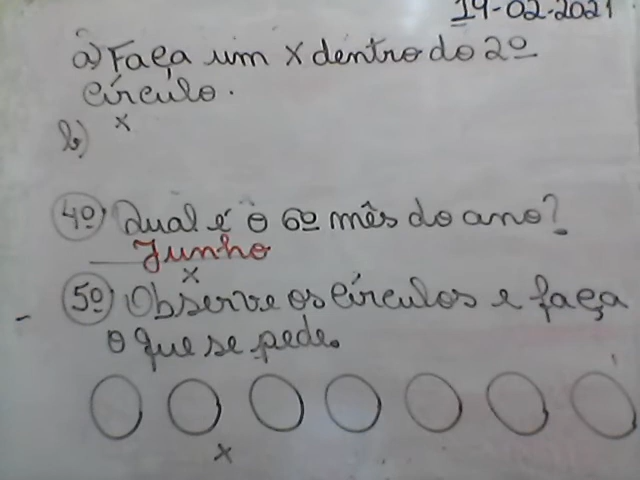 14-02-2021
a) Faça um x dentro do 2º
círculo.
x
b)
4º) Qual é o 6º mês do ano?
Junho
x
5º) Observe os círculos e faça
o que se pede.
x